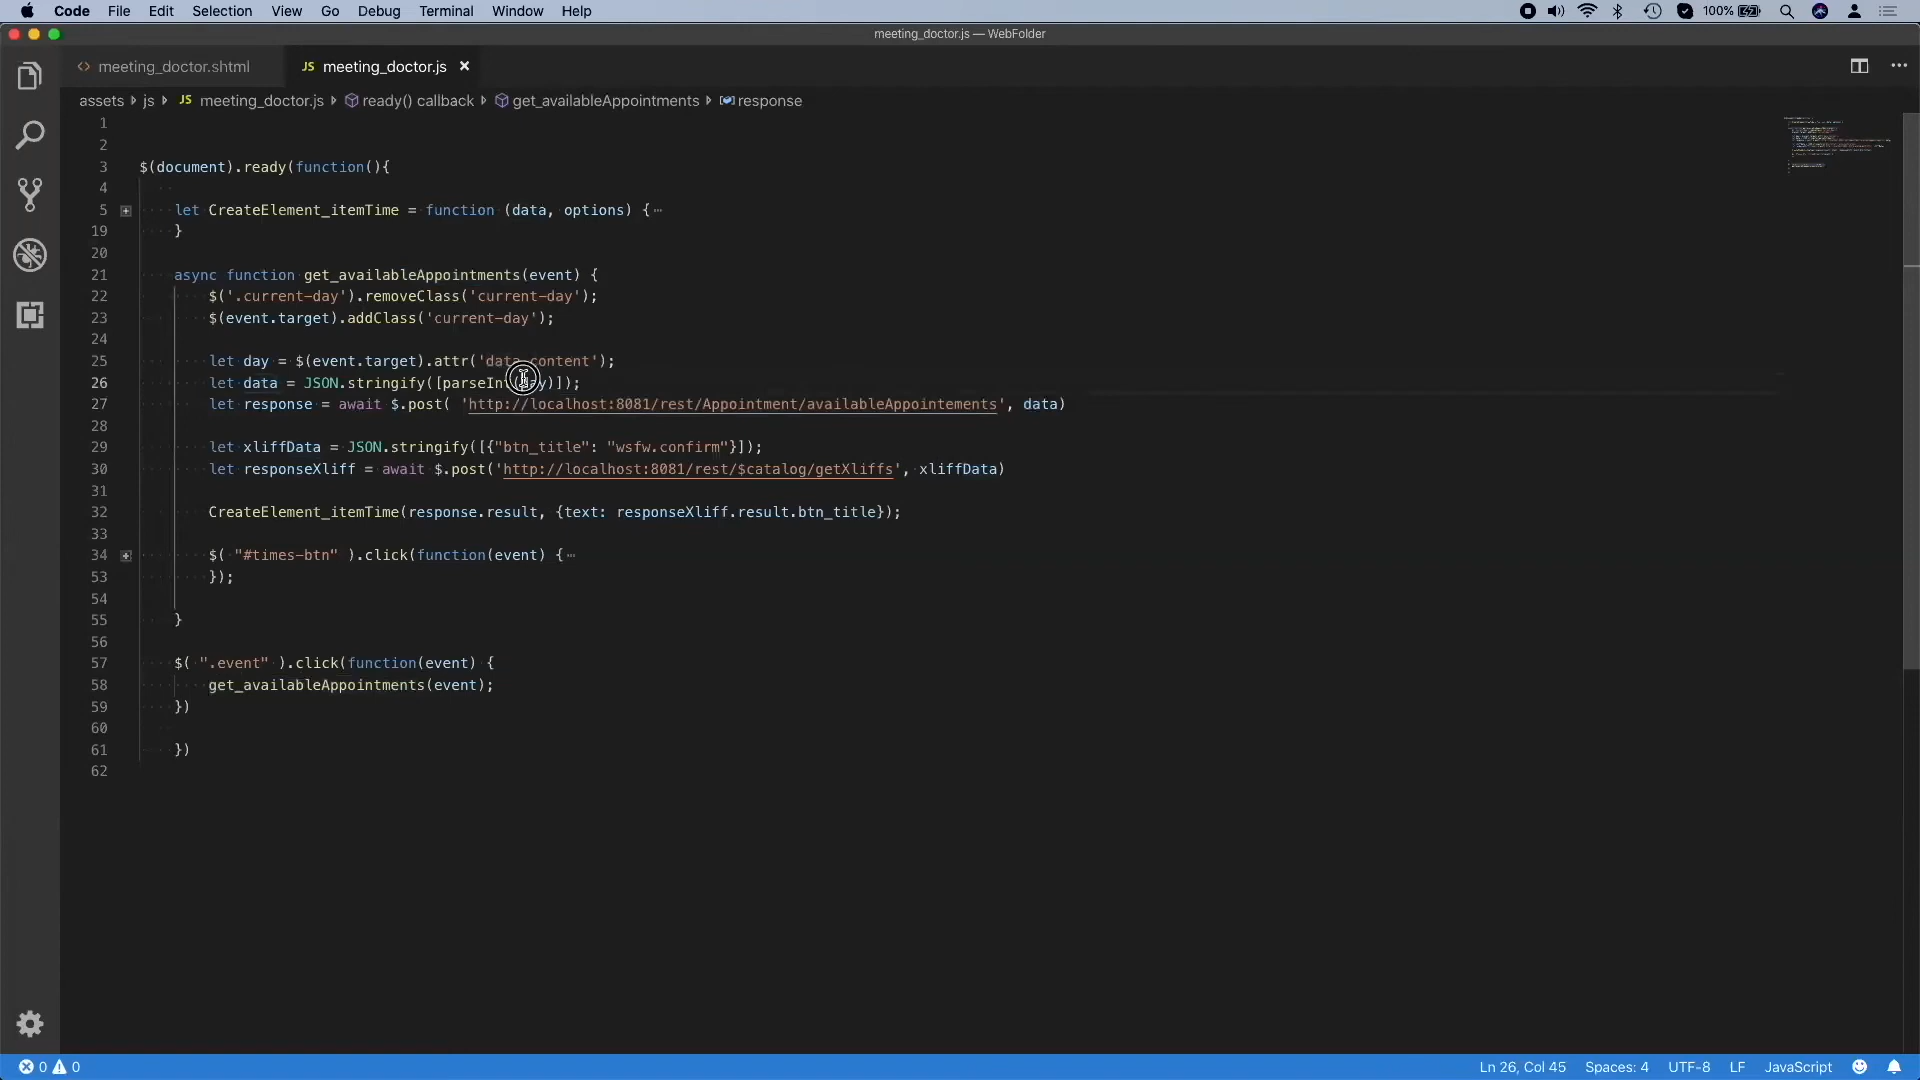 Code File Edit Selection View Go Debug Terminal Window Help 100%
meeting_doctor.js — WebFolder
<> meeting_doctor.shtml JS meeting_doctor.js ×
assets js JS meeting_doctor.js ready() callback get_availableAppointments response
1
2
3 $(document).ready(function(){
4
5 let CreateElement_itemTime = function (data, options) {…
19 }
20
21 async function get_availableAppointments(event) {
22 $('.current-day').removeClass('current-day');
23 $(event.target).addClass('current-day');
24
25 let day = $(event.target).attr('data-content');
26 let data = JSON.stringify([parseInt(day)]);
27 let response = await $.post( 'http://localhost:8081/rest/Appointment/availableAppointements', data)
28
29 let xliffData = JSON.stringify([{"btn_title": "wsfw.confirm"}]);
30 let responseXliff = await $.post('http://localhost:8081/rest/$catalog/getXliffs', xliffData)
31
32 CreateElement_itemTime(response.result, {text: responseXliff.result.btn_title});
33
34 $( "#times-btn" ).click(function(event) {…
53 });
54
55 }
56
57 $( ".event" ).click(function(event) {
58 get_availableAppointments(event);
59 })
60
61 })
62
0 0 Ln 26, Col 45 Spaces: 4 UTF-8 LF JavaScript